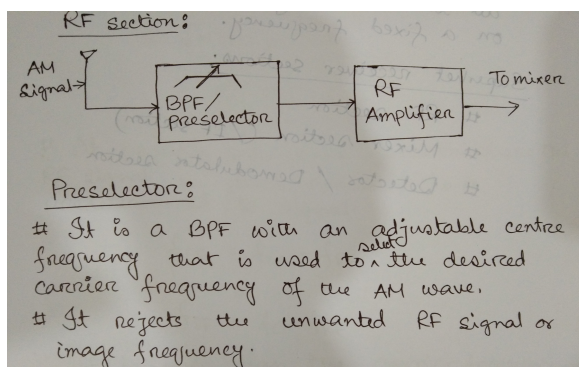 RF section:
AM
Signal
BPF/
Preselector
RF
Amplifier
To mixer
Preselector:
# It is a BPF with an adjustable centre
frequency that is used to select the desired
carrier frequency of the AM wave.
# It rejects the unwanted RF signal or
image frequency.